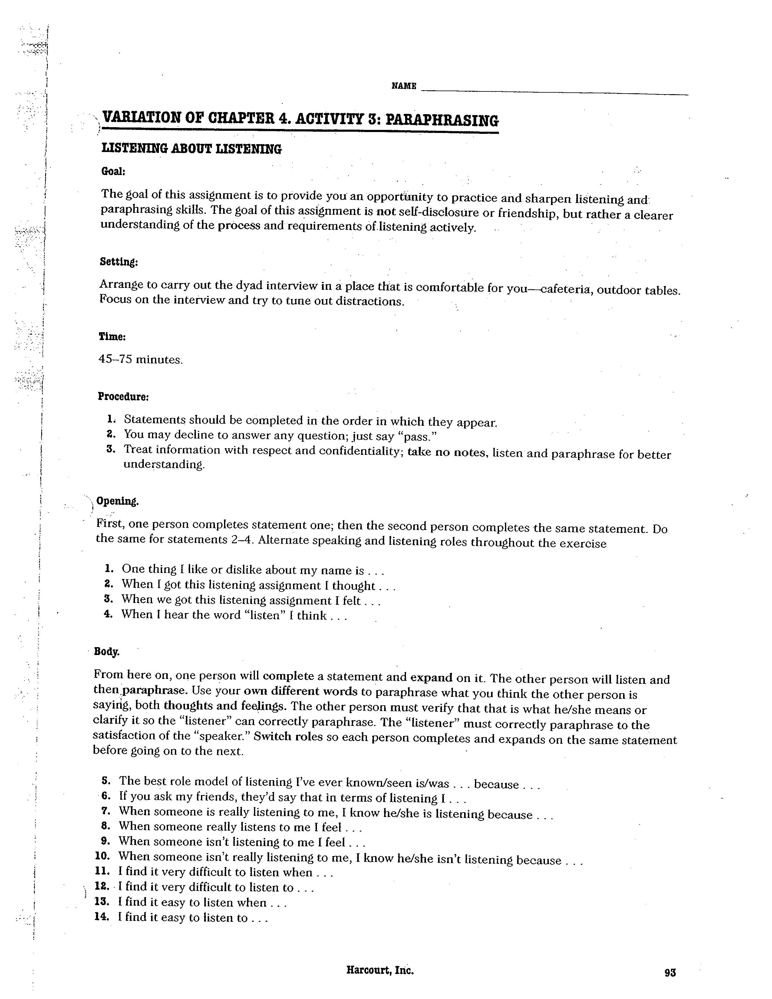 NAME
VARIATION OF CHAPTER 4. ACTIVITY 3: PARAPHRASING
LISTENING ABOUT LISTENING
Goal:
The goal of this assignment is to provide you an opportunity to practice and sharpen listening and
paraphrasing skills. The goal of this assignment is not self-disclosure or friendship, but rather a clearer
understanding of the process and requirements of listening actively.
Setting:
Arrange to carry out the dyad interview in a place that is comfortable for you—cafeteria, outdoor tables.
Focus on the interview and try to tune out distractions.
Time:
45–75 minutes.
Procedure:
1. Statements should be completed in the order in which they appear.
2. You may decline to answer any question; just say “pass.”
3. Treat information with respect and confidentiality; take no notes, listen and paraphrase for better
understanding.
Opening.
First, one person completes statement one; then the second person completes the same statement. Do
the same for statements 2–4. Alternate speaking and listening roles throughout the exercise
1. One thing I like or dislike about my name is . . .
2. When I got this listening assignment I thought . . .
3. When we got this listening assignment I felt . . .
4. When I hear the word “listen” I think . . .
Body.
From here on, one person will complete a statement and expand on it. The other person will listen and
then paraphrase. Use your own different words to paraphrase what you think the other person is
saying, both thoughts and feelings. The other person must verify that that is what he/she means or
clarify it so the “listener” can correctly paraphrase. The “listener” must correctly paraphrase to the
satisfaction of the “speaker.” Switch roles so each person completes and expands on the same statement
before going on to the next.
5. The best role model of listening I’ve ever known/seen is/was . . . because . . .
6. If you ask my friends, they’d say that in terms of listening I . . .
7. When someone is really listening to me, I know he/she is listening because . . .
8. When someone really listens to me I feel . . .
9. When someone isn’t listening to me I feel . . .
10. When someone isn’t really listening to me, I know he/she isn’t listening because . . .
11. I find it very difficult to listen when . . .
12. I find it very difficult to listen to . . .
13. I find it easy to listen when . . .
14. I find it easy to listen to . . .
Harcourt, Inc.
93